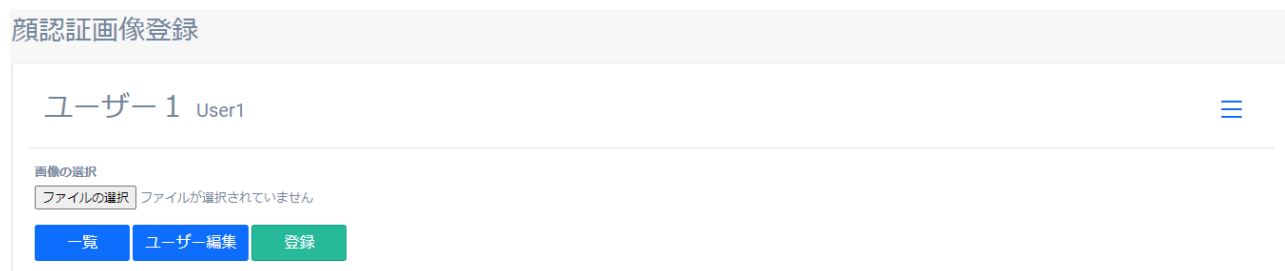 顔認証画像登録
ユーザー１ User1
画像の選択
ファイルの選択 ファイルが選択されていません
一覧 ユーザー編集 登録